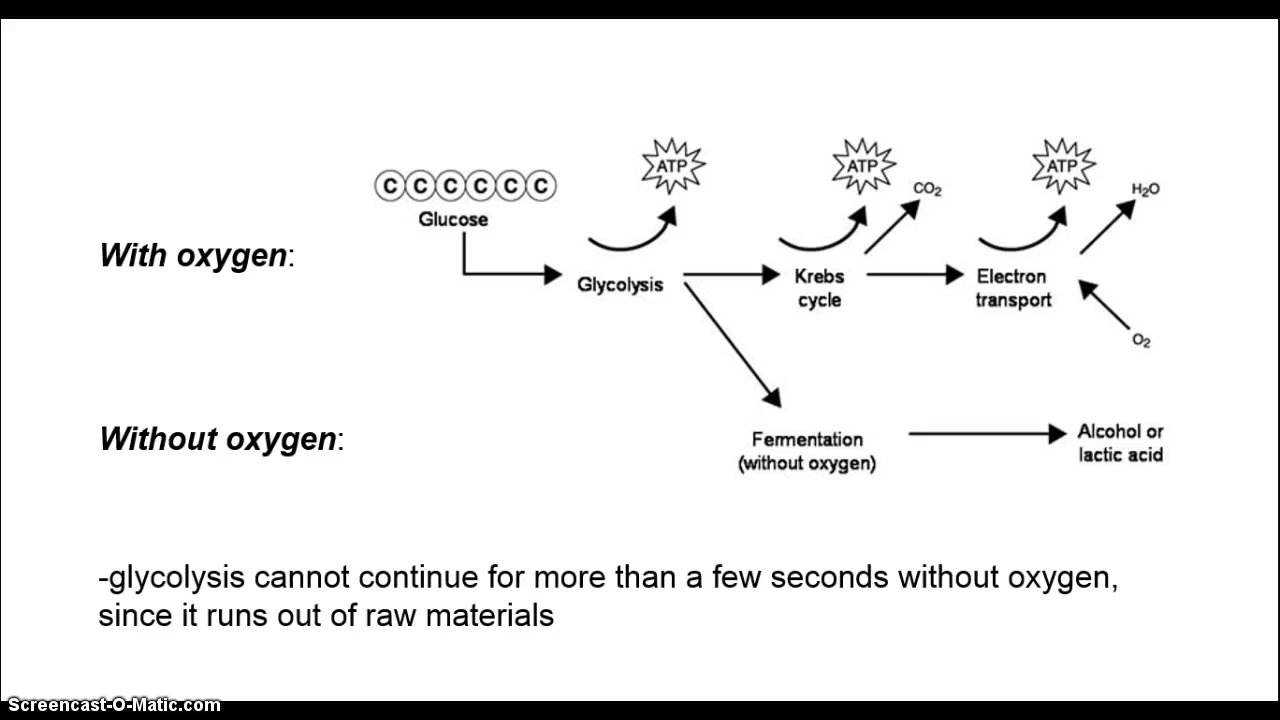 ATP
ATP
ATP
C C C C C C
CO₂
H₂O
Glucose
With oxygen:
Glycolysis
Krebs
cycle
Electron
transport
O₂
Without oxygen:
Fermentation
(without oxygen)
Alcohol or
lactic acid
-glycolysis cannot continue for more than a few seconds without oxygen,
since it runs out of raw materials
Screencast-O-Matic.com